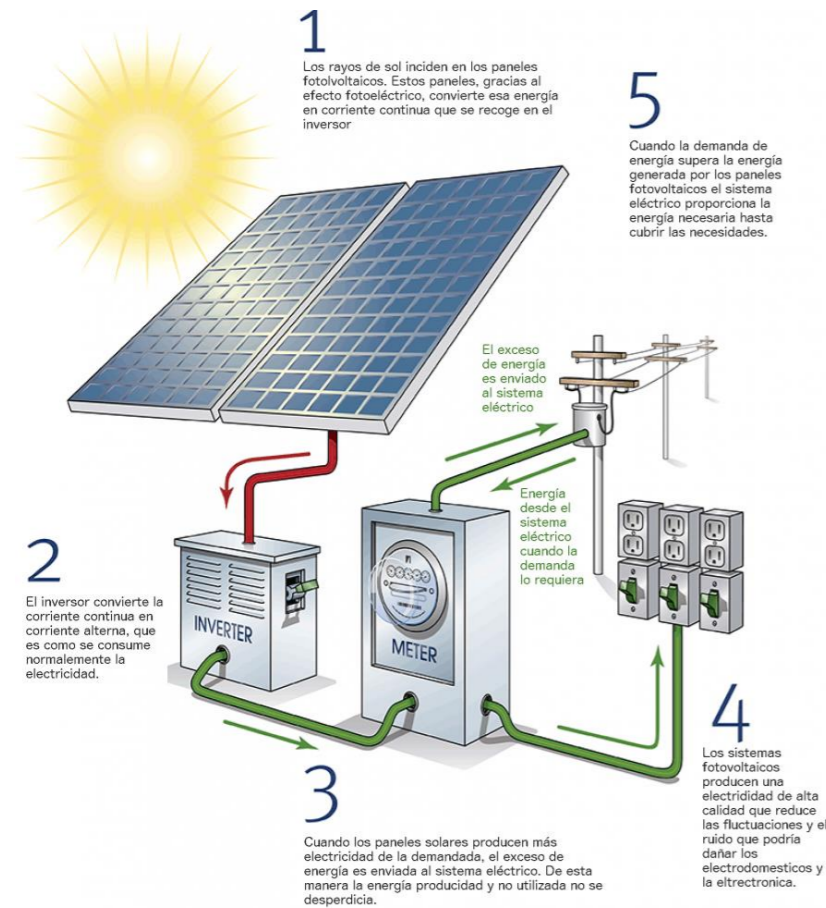 1
Los rayos de sol inciden en los paneles
fotolvoltaicos. Estos paneles, gracias al
efecto fotoeléctrico, convierte esa energía
en corriente continua que se recoge en el
inversor
5
Cuando la demanda de
energía supera la energía
generada por los paneles
fotovoltaicos el sistema
eléctrico proporciona la
energía necesaria hasta
cubrir las necesidades.
El exceso
de energía
es enviado
al sistema
eléctrico
Energía
desde el
sistema
eléctrico
cuando la
demanda
lo requiera
2
El inversor convierte la
corriente continua en
corriente alterna, que
es como se consume
normalemente la
electricidad.
INVERTER
METER
3
Cuando los paneles solares producen más
electricidad de la demandada, el exceso de
energía es enviada al sistema eléctrico. De esta
manera la energía producidad y no utilizada no se
desperdicia.
4
Los sistemas
fotovoltaicos
producen una
electrididad de alta
calidad que reduce
las fluctuaciones y el
ruido que podría
dañar los
electrodomesticos y
la eltrectronica.